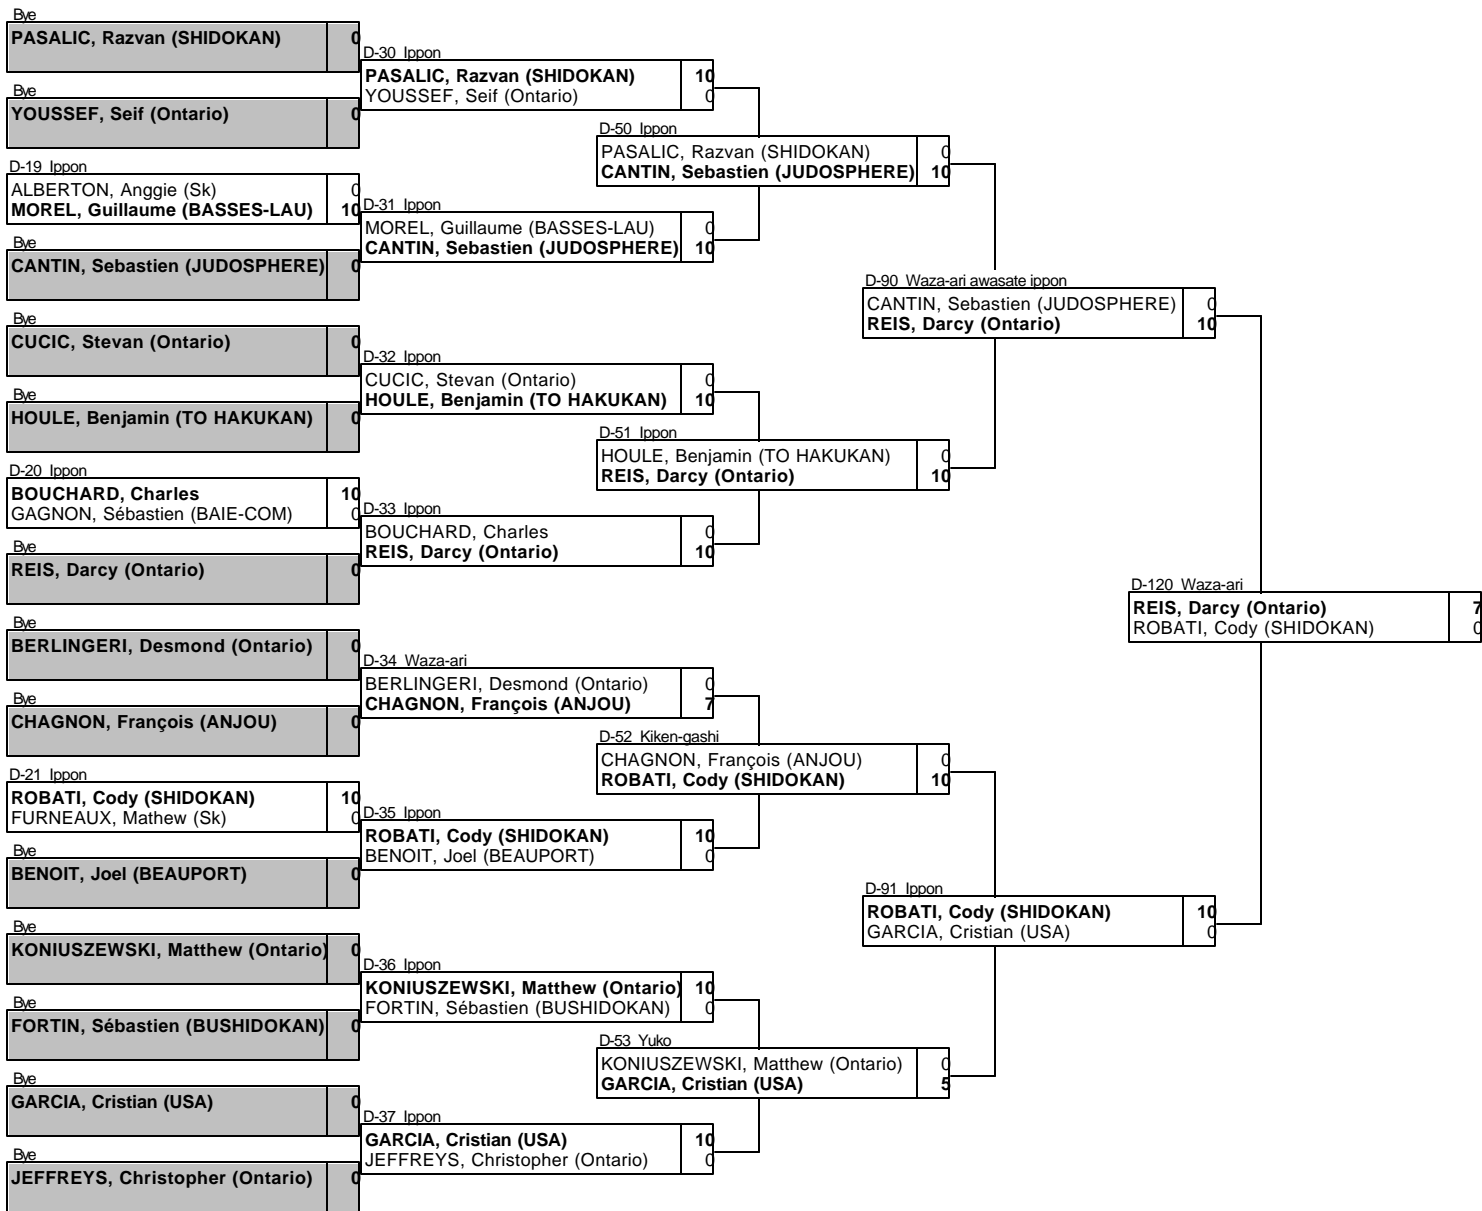 Bye
PASALIC, Razvan (SHIDOKAN) 0
Bye
YOUSSEF, Seif (Ontario) 0
D-19 Ippon
ALBERTON, Anggie (Sk) 0
MOREL, Guillaume (BASSES-LAU) 10
Bye
CANTIN, Sebastien (JUDOSPHERE) 0
Bye
CUCIC, Stevan (Ontario) 0
Bye
HOULE, Benjamin (TO HAKUKAN) 0
D-20 Ippon
BOUCHARD, Charles 10
GAGNON, Sébastien (BAIE-COM) 0
Bye
REIS, Darcy (Ontario) 0
Bye
BERLINGERI, Desmond (Ontario) 0
Bye
CHAGNON, François (ANJOU) 0
D-21 Ippon
ROBATI, Cody (SHIDOKAN) 10
FURNEAUX, Mathew (Sk) 0
Bye
BENOIT, Joel (BEAUPORT) 0
Bye
KONIUSZEWSKI, Matthew (Ontario) 0
Bye
FORTIN, Sébastien (BUSHIDOKAN) 0
Bye
GARCIA, Cristian (USA) 0
Bye
JEFFREYS, Christopher (Ontario) 0
D-30 Ippon
PASALIC, Razvan (SHIDOKAN) 10
YOUSSEF, Seif (Ontario) 0
D-31 Ippon
MOREL, Guillaume (BASSES-LAU) 0
CANTIN, Sebastien (JUDOSPHERE) 10
D-32 Ippon
CUCIC, Stevan (Ontario) 0
HOULE, Benjamin (TO HAKUKAN) 10
D-33 Ippon
BOUCHARD, Charles 0
REIS, Darcy (Ontario) 10
D-34 Waza-ari
BERLINGERI, Desmond (Ontario) 0
CHAGNON, François (ANJOU) 7
D-35 Ippon
ROBATI, Cody (SHIDOKAN) 10
BENOIT, Joel (BEAUPORT) 0
D-36 Ippon
KONIUSZEWSKI, Matthew (Ontario) 10
FORTIN, Sébastien (BUSHIDOKAN) 0
D-37 Ippon
GARCIA, Cristian (USA) 10
JEFFREYS, Christopher (Ontario) 0
D-50 Ippon
PASALIC, Razvan (SHIDOKAN) 0
CANTIN, Sebastien (JUDOSPHERE) 10
D-51 Ippon
HOULE, Benjamin (TO HAKUKAN) 0
REIS, Darcy (Ontario) 10
D-52 Kiken-gashi
CHAGNON, François (ANJOU) 0
ROBATI, Cody (SHIDOKAN) 10
D-53 Yuko
KONIUSZEWSKI, Matthew (Ontario) 0
GARCIA, Cristian (USA) 5
D-90 Waza-ari awasate ippon
CANTIN, Sebastien (JUDOSPHERE) 0
REIS, Darcy (Ontario) 10
D-91 Ippon
ROBATI, Cody (SHIDOKAN) 10
GARCIA, Cristian (USA) 0
D-120 Waza-ari
REIS, Darcy (Ontario) 7
ROBATI, Cody (SHIDOKAN) 0